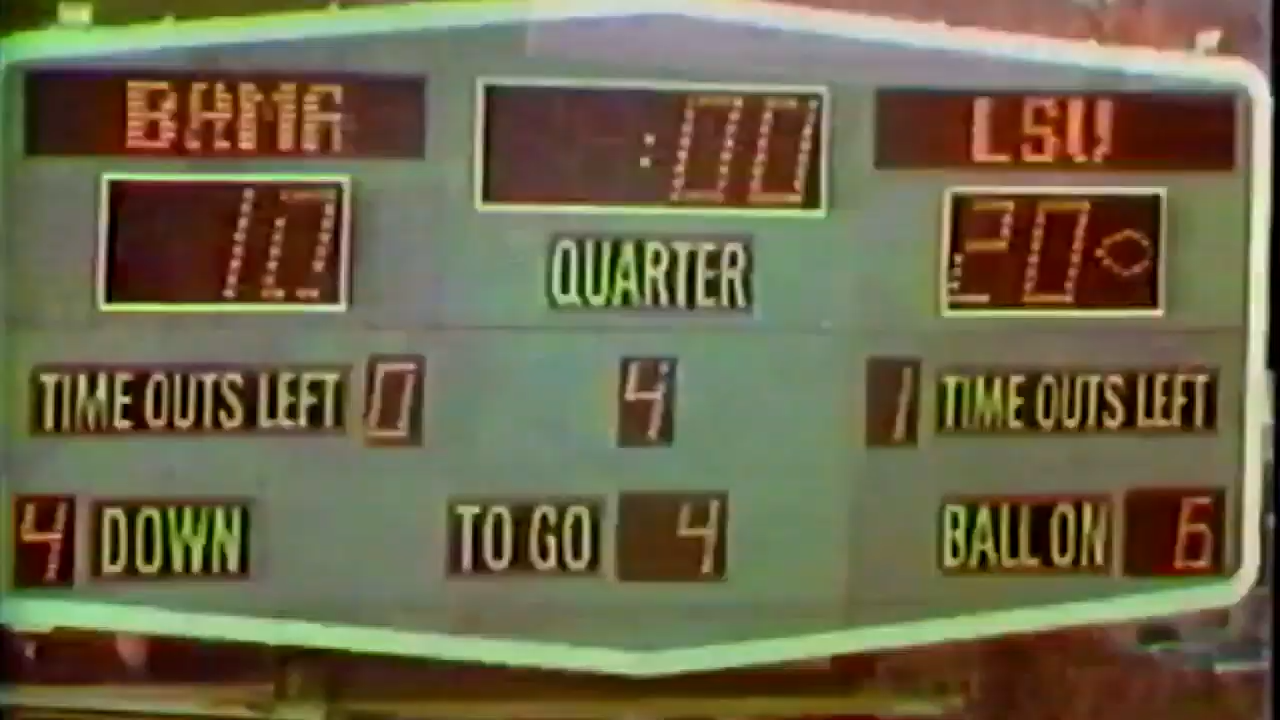 BAMA :00 LSU
10 QUARTER 20
TIME OUTS LEFT 0 4 1 TIME OUTS LEFT
4 DOWN TO GO 4 BALL ON 6